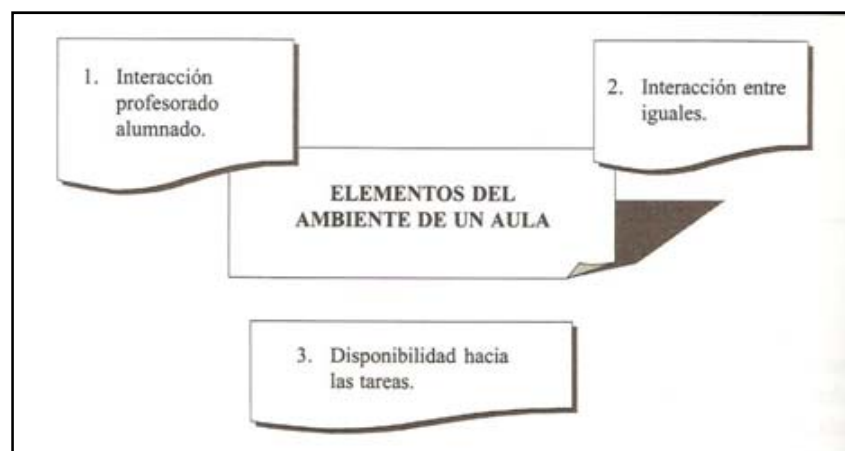 1. Interacción
profesorado
alumnado.
2. Interacción entre
iguales.
ELEMENTOS DEL
AMBIENTE DE UN AULA
3. Disponibilidad hacia
las tareas.